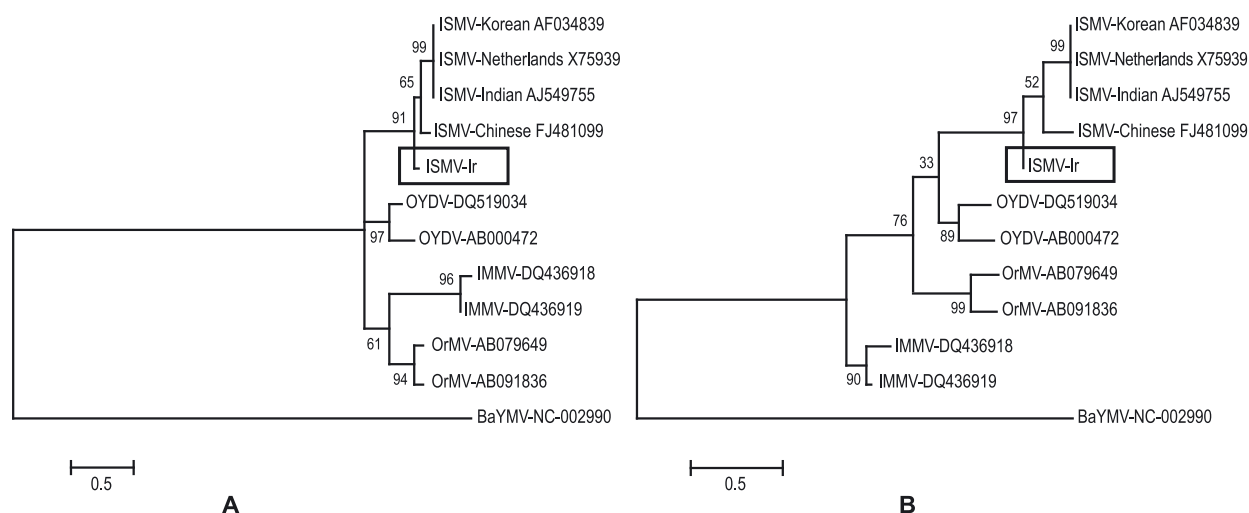 ISMV-Korean AF034839
99
ISMV-Netherlands X75939
65
ISMV-Indian AJ549755
91
ISMV-Chinese FJ481099
ISMV-Ir
OYDV-DQ519034
97
OYDV-AB000472
96
IMMV-DQ436918
IMMV-DQ436919
61
OrMV-AB079649
94
OrMV-AB091836
BaYMV-NC-002990
0.5
A
ISMV-Korean AF034839
99
ISMV-Netherlands X75939
52
ISMV-Indian AJ549755
97
ISMV-Chinese FJ481099
ISMV-Ir
33
OYDV-DQ519034
76
89
OYDV-AB000472
OrMV-AB079649
99
OrMV-AB091836
IMMV-DQ436918
90
IMMV-DQ436919
BaYMV-NC-002990
0.5
B